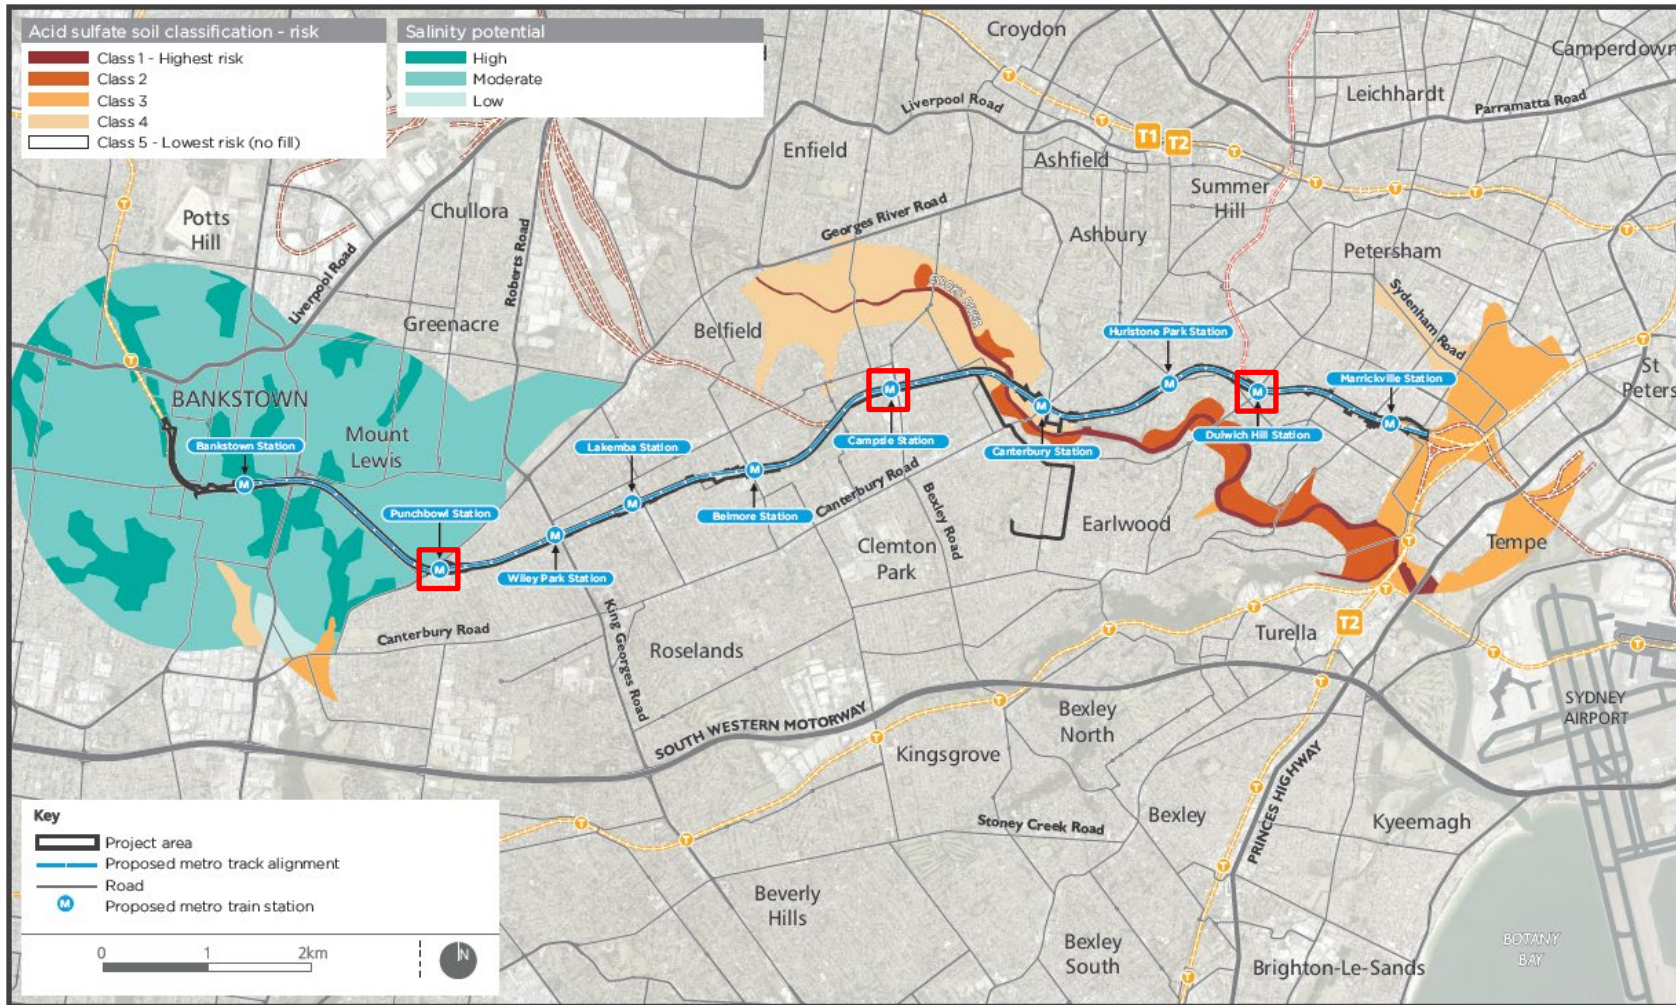 Acid sulfate soil classification - risk
Class 1 - Highest risk
Class 2
Class 3
Class 4
Class 5 - Lowest risk (no fill)
Salinity potential
High
Moderate
Low
Croydon
Camperdown
Leichhardt
Parramatta Road
Liverpool Road
T1
T2
Enfield
Ashfield
Summer
Hill
Potts
Hill
Chullora
Roberts Road
Georges River Road
Ashbury
Petersham
Liverpool Road
Greenacre
Belfield
COOKS RIVER
Sydenham Road
Hurlstone Park Station
St
Peters
Marrickville Station
BANKSTOWN
Mount
Lewis
Bankstown Station
Lakemba Station
Campsie Station
Canterbury Station
Dulwich Hill Station
Punchbowl Station
Belmore Station
Canterbury Road
Bexley Road
Earlwood
Clemton
Park
Tempe
Wiley Park Station
Canterbury Road
King Georges Road
Roselands
T2
Turella
SOUTH WESTERN MOTORWAY
Bexley
North
SYDNEY
AIRPORT
Kingsgrove
PRINCES HIGHWAY
Stoney Creek Road
Bexley
Kyeemagh
Beverly
Hills
Bexley
South
Brighton-Le-Sands
BOTANY
BAY
Key
Project area
Proposed metro track alignment
Road
M
Proposed metro train station
0 1 2km
N